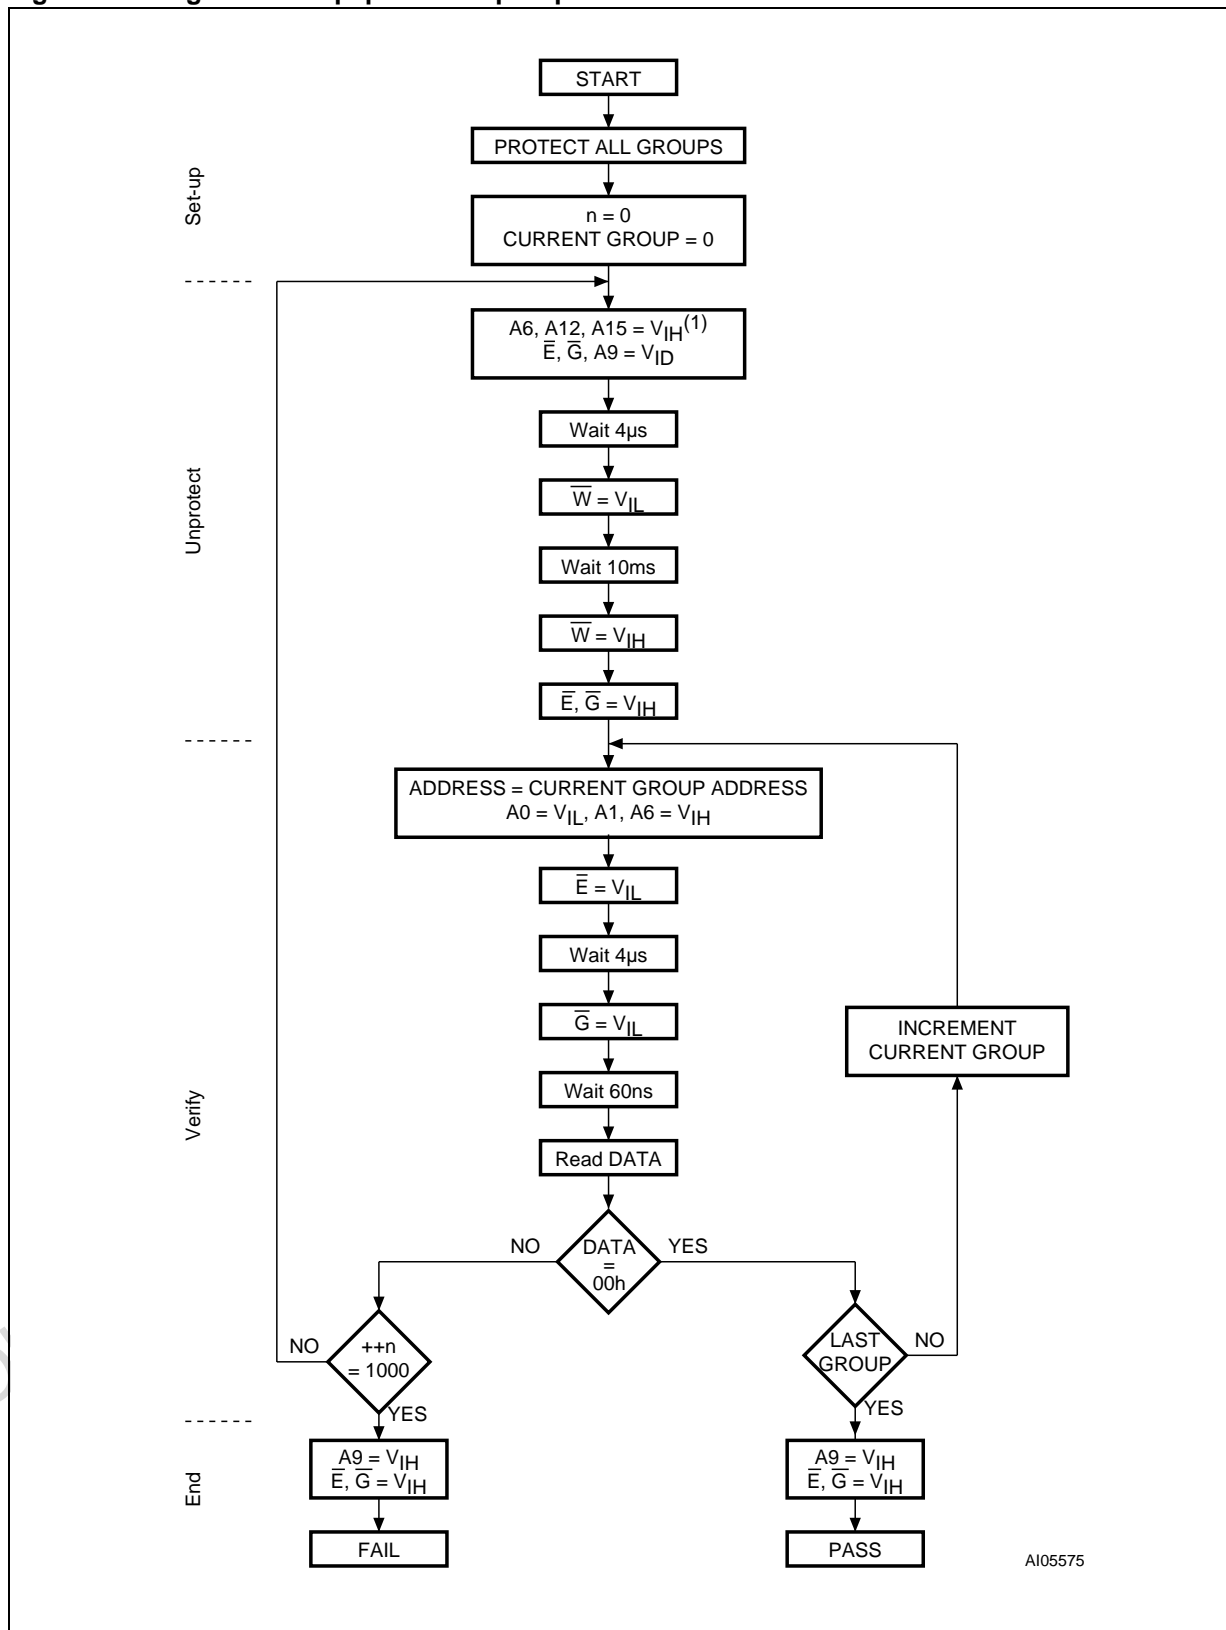 START
PROTECT ALL GROUPS
n = 0
CURRENT GROUP = 0
Set-up
A6, A12, A15 = VIH(1)
E̅, G̅, A9 = VID
Wait 4µs
W̅ = VIL
Unprotect
Wait 10ms
W̅ = VIH
E̅, G̅ = VIH
ADDRESS = CURRENT GROUP ADDRESS
A0 = VIL, A1, A6 = VIH
E̅ = VIL
Wait 4µs
G̅ = VIL
INCREMENT
CURRENT GROUP
Wait 60ns
Verify
Read DATA
NO
DATA
=
00h
YES
NO
++n
= 1000
YES
LAST
GROUP
NO
YES
End
A9 = VIH
E̅, G̅ = VIH
A9 = VIH
E̅, G̅ = VIH
FAIL
PASS
AI05575